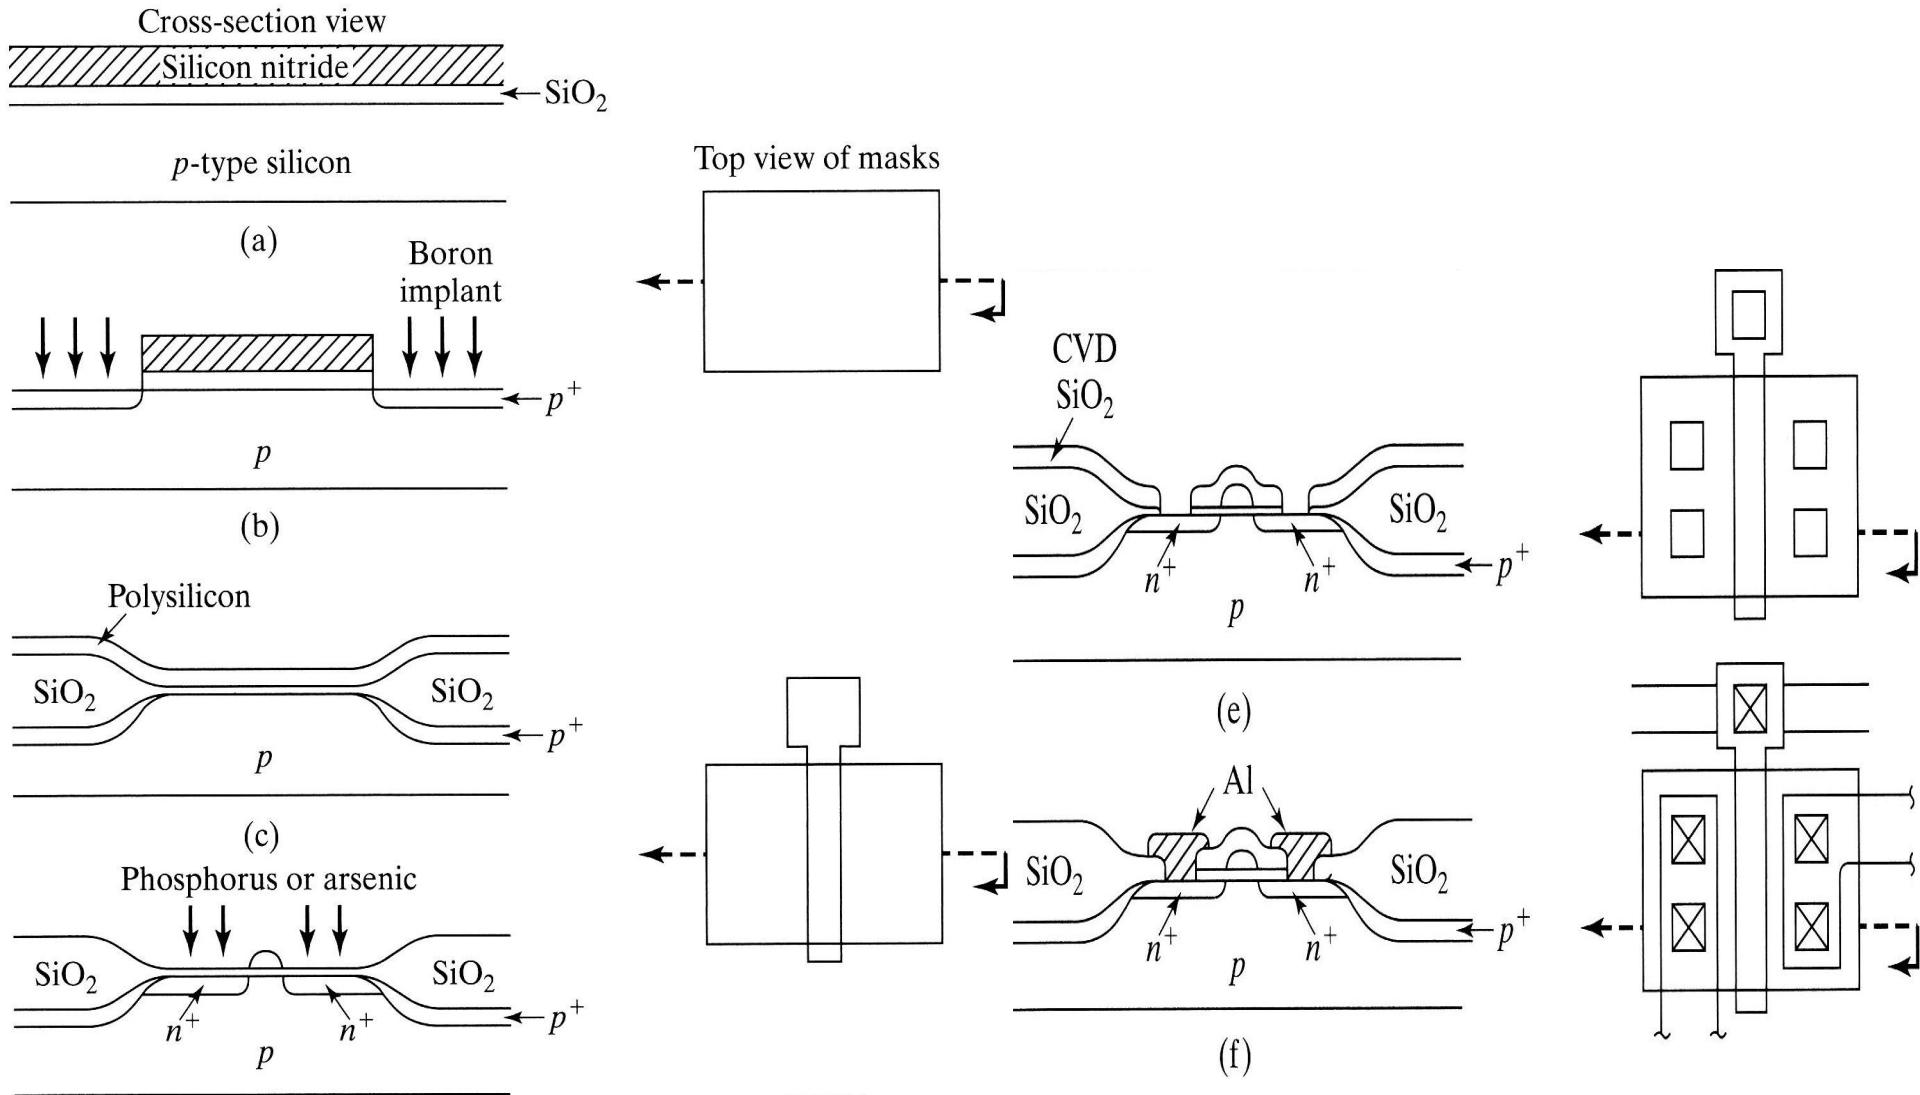 Cross-section view
Silicon nitride
SiO₂
p-type silicon
(a)
Boron
implant
p⁺
p
(b)
Polysilicon
SiO₂
SiO₂
p⁺
p
(c)
Phosphorus or arsenic
SiO₂
SiO₂
n⁺
n⁺
p⁺
p
Top view of masks
CVD
SiO₂
SiO₂
SiO₂
n⁺
n⁺
p⁺
p
(e)
Al
SiO₂
SiO₂
n⁺
n⁺
p⁺
p
(f)